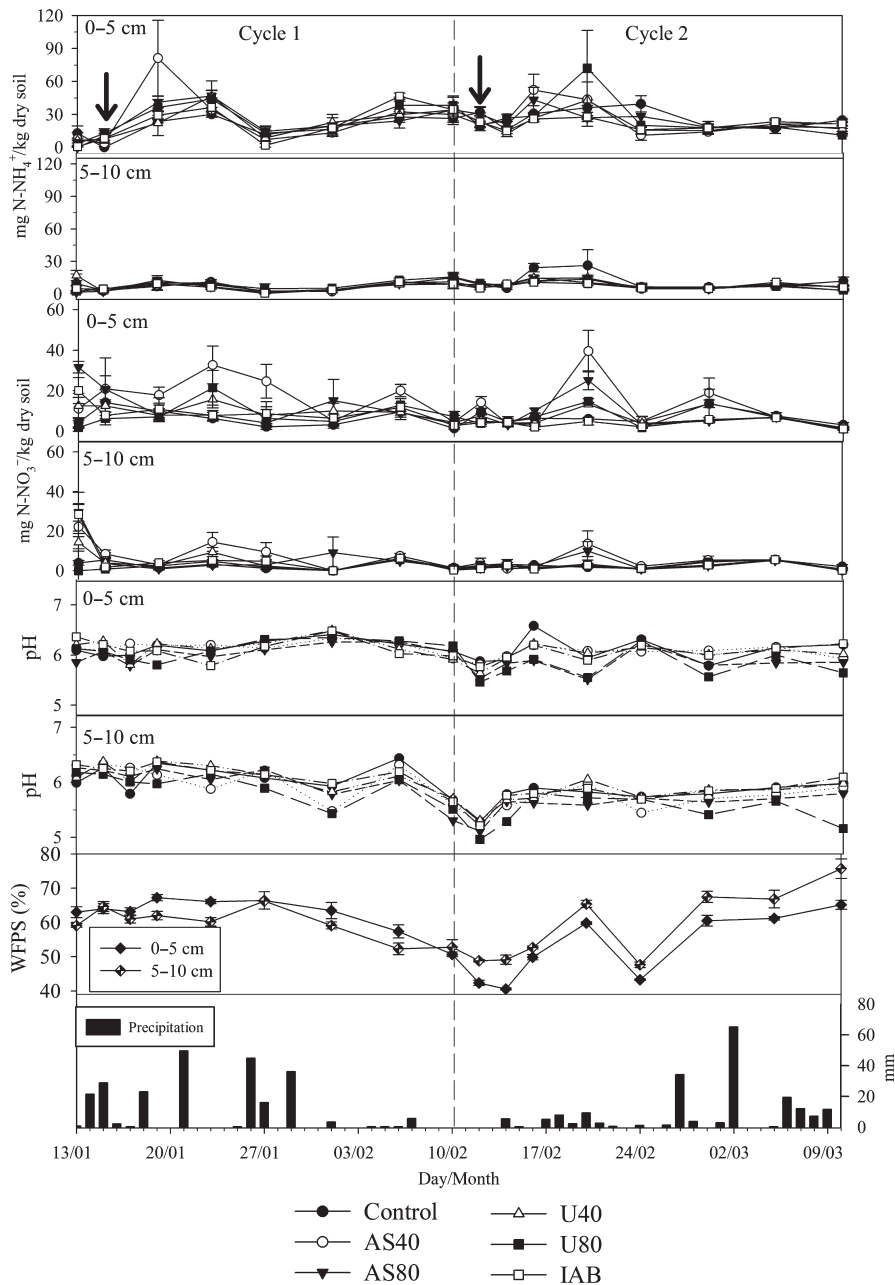 0–5 cm
Cycle 1
Cycle 2
120
90
60
30
0
mg N-NH₄⁺/kg dry soil
5–10 cm
120
90
60
30
0
0–5 cm
60
40
20
0
mg N-NO₃⁻/kg dry soil
5–10 cm
60
40
20
0
0–5 cm
7
6
5
pH
5–10 cm
7
6
5
pH
80
70
60
50
40
WFPS (%)
0–5 cm
5–10 cm
Precipitation
80
60
40
20
0
mm
13/01 20/01 27/01 03/02 10/02 17/02 24/02 02/03 09/03
Day/Month
Control
AS40
AS80
U40
U80
IAB